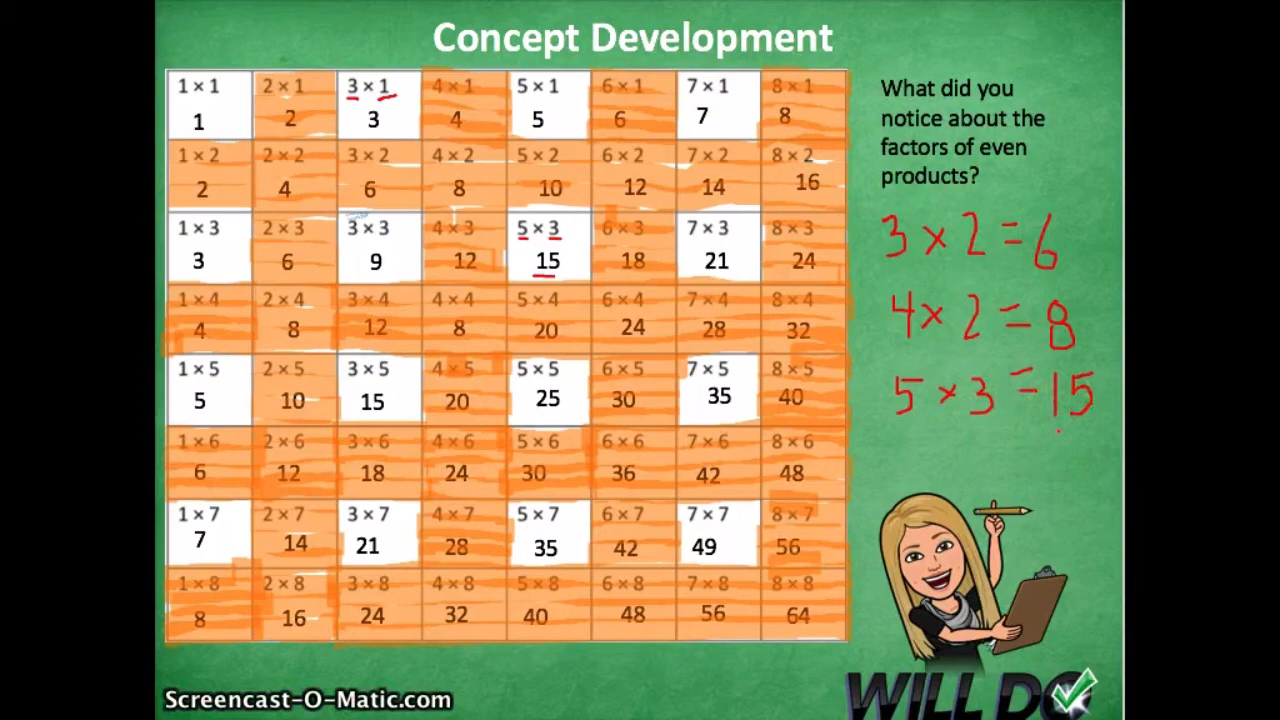 Concept Development
1 × 1 2 × 1 3 × 1 4 × 1 5 × 1 6 × 1 7 × 1 8 × 1
1 2 3 4 5 6 7 8
1 × 2 2 × 2 3 × 2 4 × 2 5 × 2 6 × 2 7 × 2 8 × 2
2 4 6 8 10 12 14 16
1 × 3 2 × 3 3 × 3 4 × 3 5 × 3 6 × 3 7 × 3 8 × 3
3 6 9 12 15 18 21 24
1 × 4 2 × 4 3 × 4 4 × 4 5 × 4 6 × 4 7 × 4 8 × 4
4 8 12 8 20 24 28 32
1 × 5 2 × 5 3 × 5 4 × 5 5 × 5 6 × 5 7 × 5 8 × 5
5 10 15 20 25 30 35 40
1 × 6 2 × 6 3 × 6 4 × 6 5 × 6 6 × 6 7 × 6 8 × 6
6 12 18 24 30 36 42 48
1 × 7 2 × 7 3 × 7 4 × 7 5 × 7 6 × 7 7 × 7 8 × 7
7 14 21 28 35 42 49 56
1 × 8 2 × 8 3 × 8 4 × 8 5 × 8 6 × 8 7 × 8 8 × 8
8 16 24 32 40 48 56 64
What did you
notice about the
factors of even
products?
3 × 2 = 6
4 × 2 = 8
5 × 3 = 15
WILL DO
Screencast-O-Matic.com